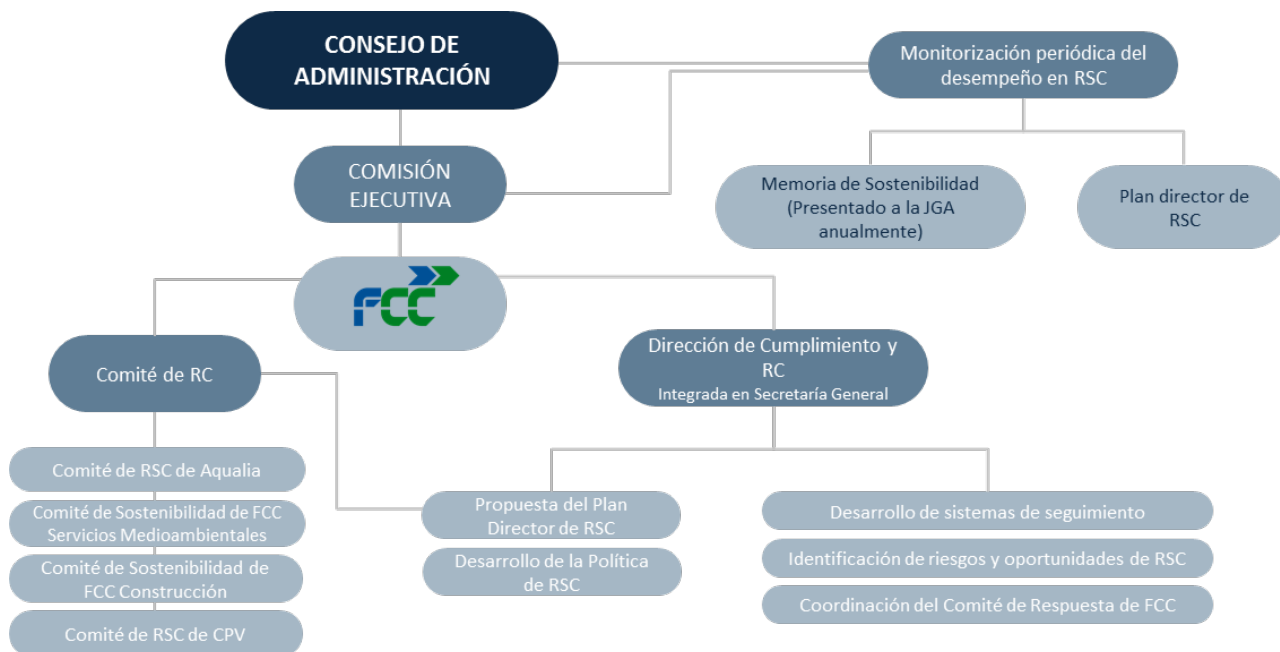 CONSEJO DE
ADMINISTRACIÓN
Monitorización periódica del
desempeño en RSC
COMISIÓN
EJECUTIVA
Memoria de Sostenibilidad
(Presentado a la JGA
anualmente)
Plan director de
RSC
FCC
Comité de RC
Dirección de Cumplimiento y
RC
Integrada en Secretaría General
Comité de RSC de Aqualia
Comité de Sostenibilidad de FCC
Servicios Medioambientales
Comité de Sostenibilidad de
FCC Construcción
Comité de RSC de CPV
Propuesta del Plan
Director de RSC
Desarrollo de la Política
de RSC
Desarrollo de sistemas de seguimiento
Identificación de riesgos y oportunidades de RSC
Coordinación del Comité de Respuesta de FCC